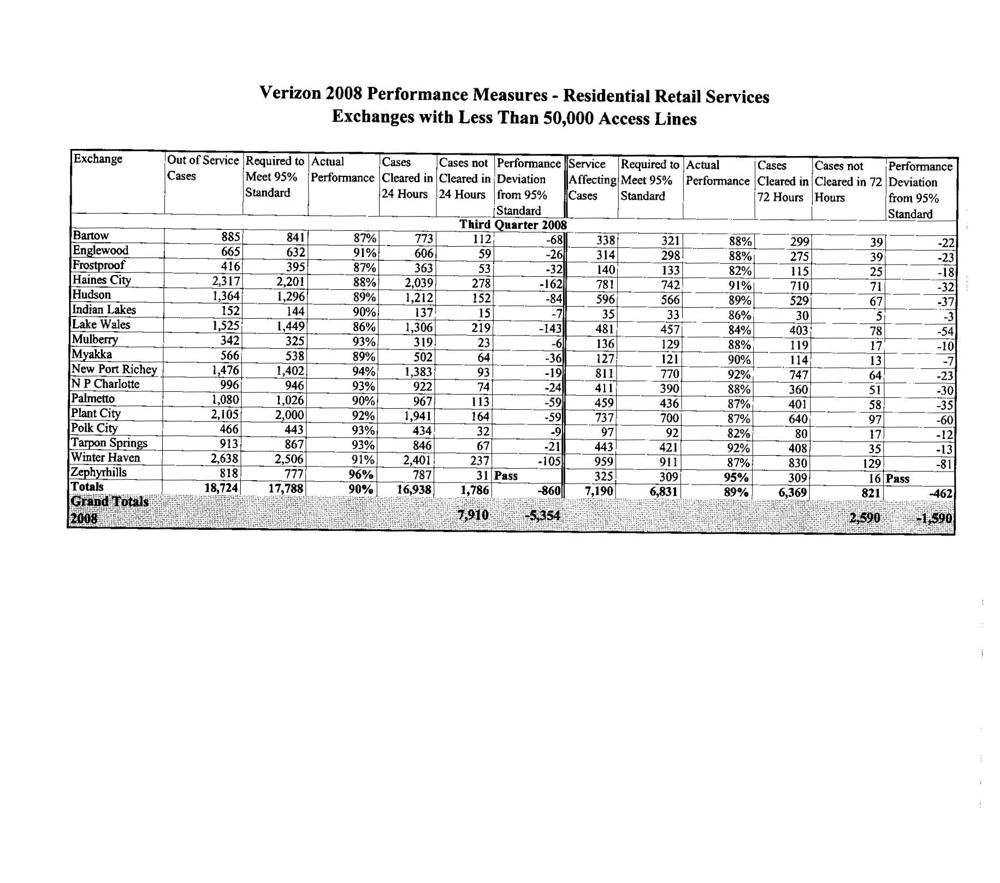 Verizon 2008 Performance Measures - Residential Retail Services
Exchanges with Less Than 50,000 Access Lines
Exchange Out of Service Cases Required to Meet 95% Standard Actual Performance Cases Cleared in 24 Hours Cases not Cleared in 24 Hours Performance Deviation from 95% Standard Service Affecting Cases Required to Meet 95% Standard Actual Performance Cases Cleared in 72 Hours Cases not Cleared in 72 Hours Performance Deviation from 95% Standard
Third Quarter 2008
Bartow 885 841 87% 773 112 -68 338 321 88% 299 39 -22
Englewood 665 632 91% 606 59 -26 314 298 88% 275 39 -23
Frostproof 416 395 87% 363 53 -32 140 133 82% 115 25 -18
Haines City 2,317 2,201 88% 2,039 278 -162 781 742 91% 710 71 -32
Hudson 1,364 1,296 89% 1,212 152 -84 596 566 89% 529 67 -37
Indian Lakes 152 144 90% 137 15 -7 35 33 86% 30 5 -3
Lake Wales 1,525 1,449 86% 1,306 219 -143 481 457 84% 403 78 -54
Mulberry 342 325 93% 319 23 -6 136 129 88% 119 17 -10
Myakka 566 538 89% 502 64 -36 127 121 90% 114 13 -7
New Port Richey 1,476 1,402 94% 1,383 93 -19 811 770 92% 747 64 -23
N P Charlotte 996 946 93% 922 74 -24 411 390 88% 360 51 -30
Palmetto 1,080 1,026 90% 967 113 -59 459 436 87% 401 58 -35
Plant City 2,105 2,000 92% 1,941 164 -59 737 700 87% 640 97 -60
Polk City 466 443 93% 434 32 -9 97 92 82% 80 17 -12
Tarpon Springs 913 867 93% 846 67 -21 443 421 92% 408 35 -13
Winter Haven 2,638 2,506 91% 2,401 237 -105 959 911 87% 830 129 -81
Zephyrhills 818 777 96% 787 31 Pass 325 309 95% 309 16 Pass
Totals 18,724 17,788 90% 16,938 1,786 -860 7,190 6,831 89% 6,369 821 -462
Grand Totals
2008 7,910 -5,354 2,590 -1,590